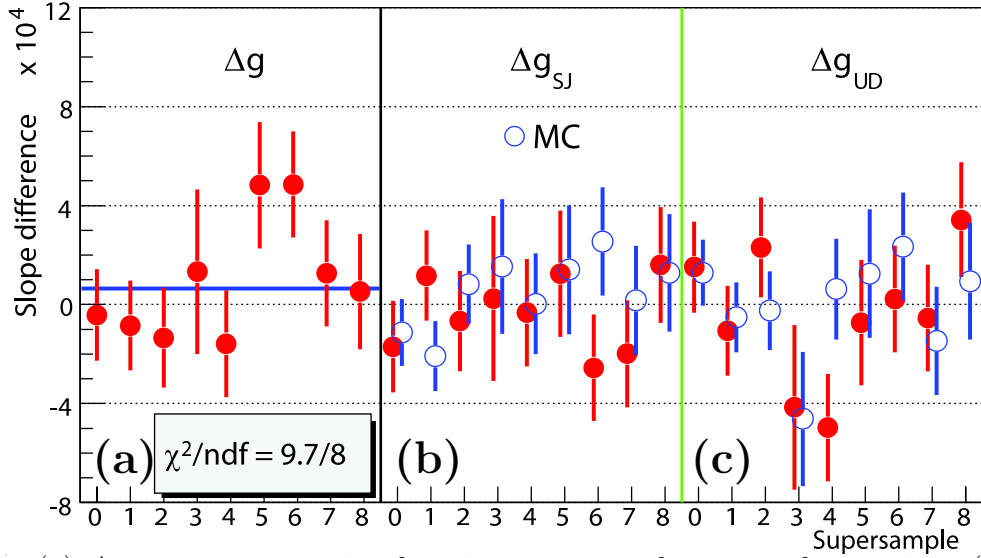 Slope difference x 10⁴
12
8
4
0
-4
-8
Δg
Δg_SJ
Δg_UD
MC
(a)
χ²/ndf = 9.7/8
(b)
(c)
0 1 2 3 4 5 6 7 8
0 1 2 3 4 5 6 7 8
0 1 2 3 4 5 6 7 8
Supersample